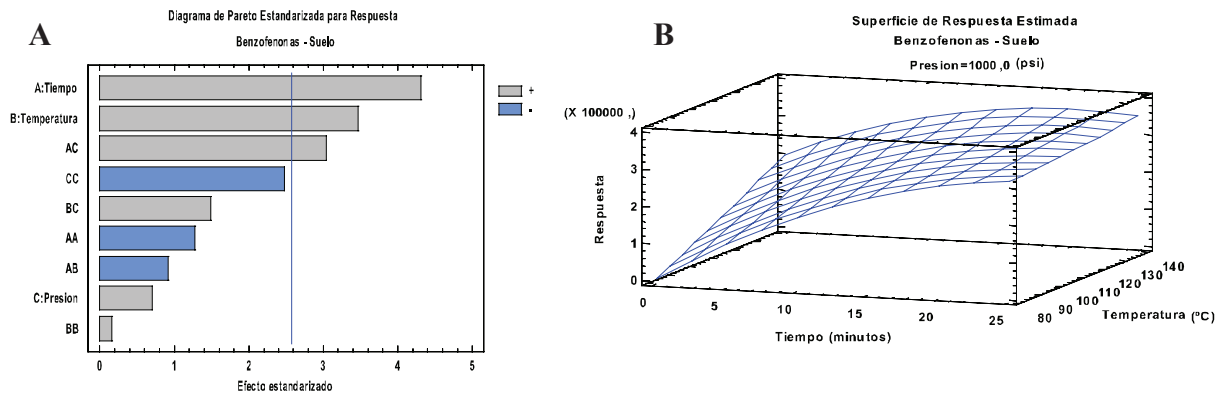 A
Diagrama de Pareto Estandarizada para Respuesta
Benzofenonas - Suelo
A:Tiempo
B:Temperatura
AC
CC
BC
AA
AB
C:Presion
BB
+
-
0 1 2 3 4 5
Efecto estandarizado
B
Superficie de Respuesta Estimada
Benzofenonas - Suelo
Presion=1000,0 (psi)
(X 100000,)
4
3
2
1
0
Respuesta
0 5 10 15 20 25
Tiempo (minutos)
80 90 100 110 120 130 140
Temperatura (ºC)